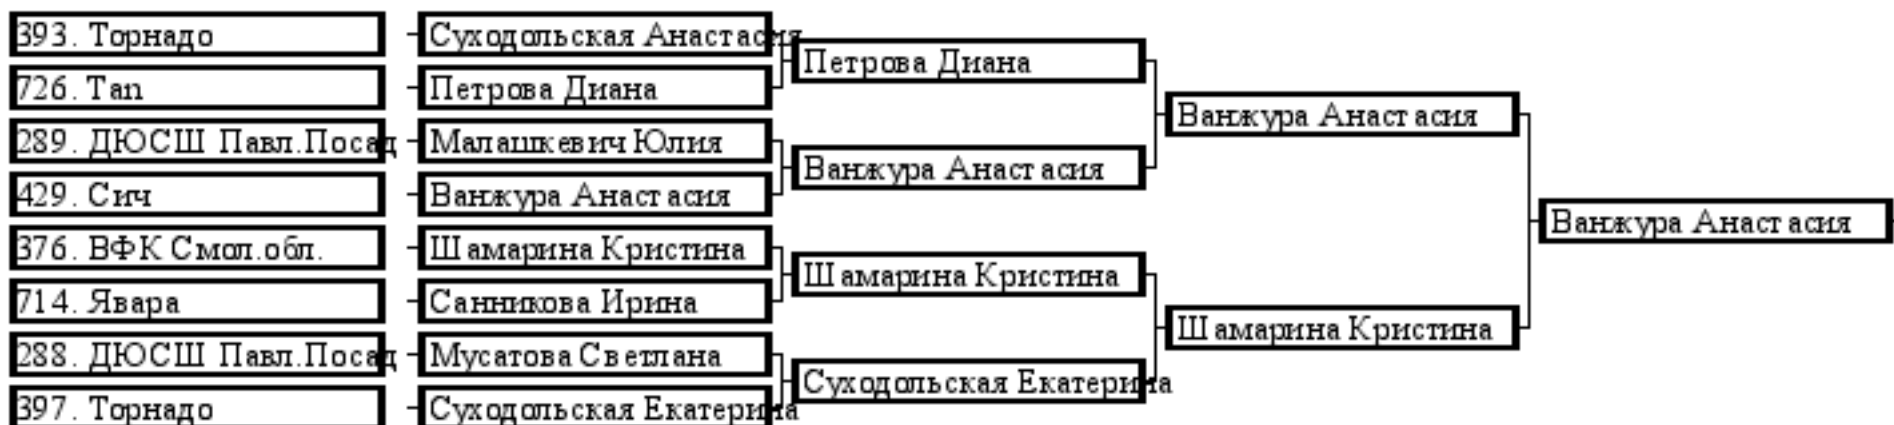 393. Торнадо
Суходольская Анастасия
726. Tan
Петрова Диана
Петрова Диана
289. ДЮСШ Павл.Посад
Малашкевич Юлия
Ванжура Анастасия
429. Сич
Ванжура Анастасия
Ванжура Анастасия
376. ВФК Смол.обл.
Шамарина Кристина
Шамарина Кристина
714. Явара
Санникова Ирина
Шамарина Кристина
288. ДЮСШ Павл.Посад
Мусатова Светлана
Суходольская Екатерина
397. Торнадо
Суходольская Екатерина
Ванжура Анастасия